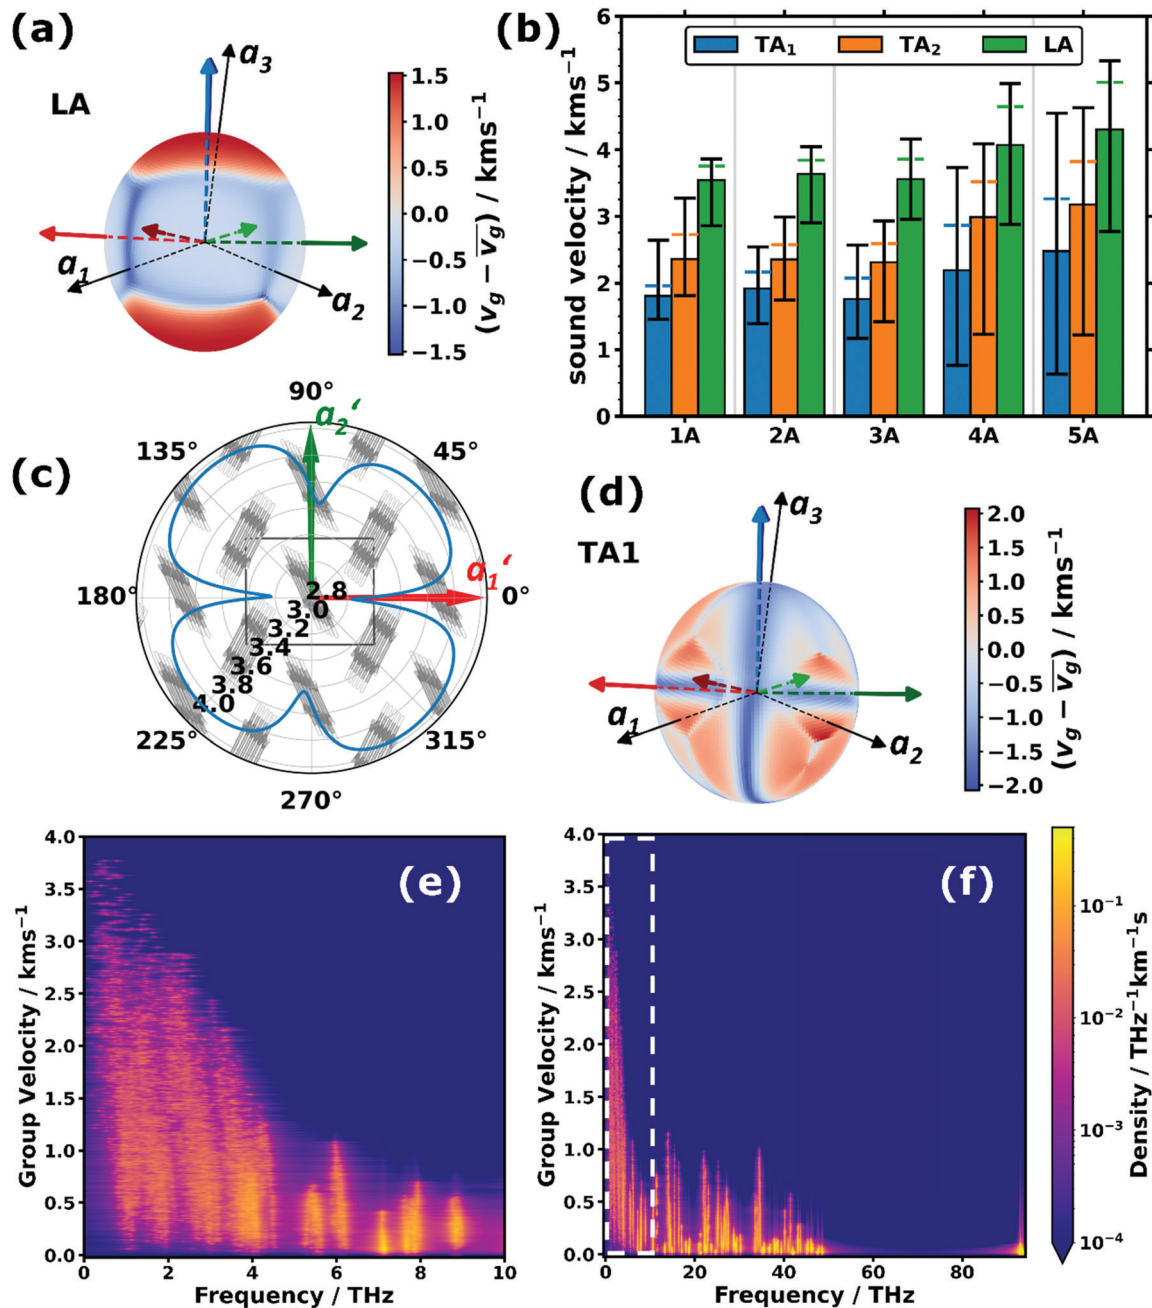 (a)
LA
a3
a1
a2
1.5
1.0
0.5
0.0
−0.5
−1.0
−1.5
(vg − v̅g) / kms⁻¹
(b)
TA₁ TA₂ LA
sound velocity / kms⁻¹
6
5
4
3
2
1
0
1A 2A 3A 4A 5A
(c)
90°
a2‘
135° 45°
a1‘
180° 0°
2.8
3.0
3.2
3.4
3.6
3.8
4.0
225° 315°
270°
(d)
TA1
a3
a1
a2
2.0
1.5
1.0
0.5
0.0
−0.5
−1.0
−1.5
−2.0
(vg − v̅g) / kms⁻¹
(e)
Group Velocity / kms⁻¹
4.0
3.5
3.0
2.5
2.0
1.5
1.0
0.5
0.0
0 2 4 6 8 10
Frequency / THz
(f)
Group Velocity / kms⁻¹
4.0
3.5
3.0
2.5
2.0
1.5
1.0
0.5
0.0
0 20 40 60 80
Frequency / THz
10⁻¹
10⁻²
10⁻³
10⁻⁴
Density / THz⁻¹km⁻¹s